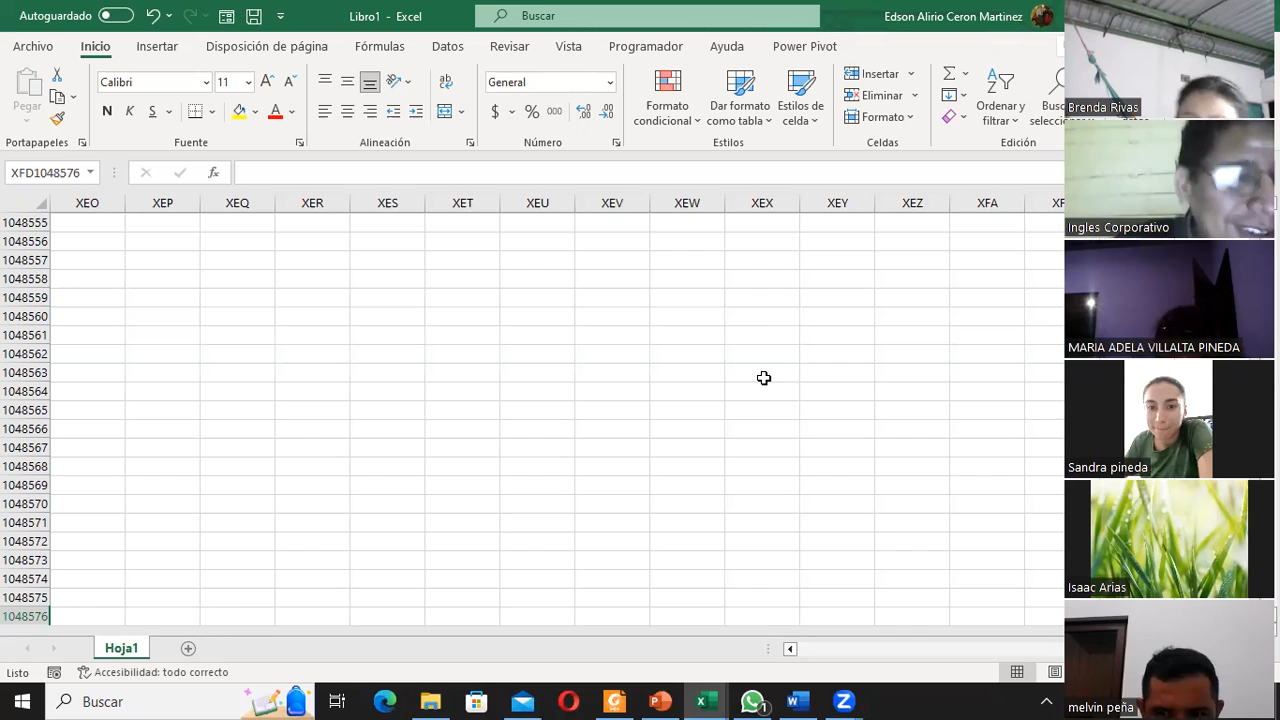 Autoguardado Libro1 - Excel Buscar Edson Alirio Ceron Martinez
Archivo Inicio Insertar Disposición de página Fórmulas Datos Revisar Vista Programador Ayuda Power Pivot
Pegar
Portapapeles
Calibri 11
N K S
Fuente
Alineación
General
$ % 000
Número
Formato condicional
Dar formato como tabla
Estilos de celda
Estilos
Insertar
Eliminar
Formato
Celdas
Ordenar y filtrar
Edición
XFD1048576 fx
XEO XEP XEQ XER XES XET XEU XEV XEW XEX XEY XEZ XFA
1048555
1048556
1048557
1048558
1048559
1048560
1048561
1048562
1048563
1048564
1048565
1048566
1048567
1048568
1048569
1048570
1048571
1048572
1048573
1048574
1048575
1048576
Hoja1
Listo Accesibilidad: todo correcto
Buscar
Brenda Rivas
Ingles Corporativo
MARIA ADELA VILLALTA PINEDA
Sandra pineda
Isaac Arias
melvin peña